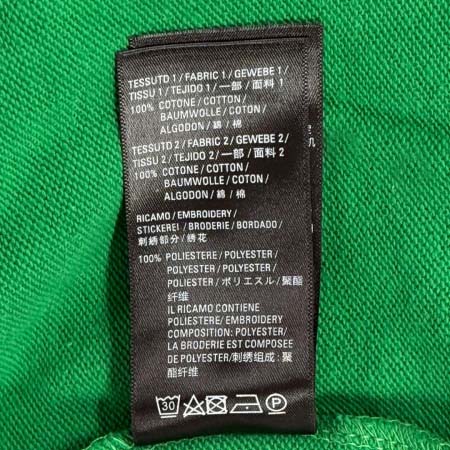 TESSUTO 1 / FABRIC 1 / GEWEBE 1 /
TISSU 1 / TEJIDO 1 / 一部 / 面料 1
100% COTONE / COTTON /
BAUMWOLLE / COTON /
ALGODON / 綿 / 棉
TESSUTO 2 / FABRIC 2 / GEWEBE 2 /
TISSU 2 / TEJIDO 2 / 一部 / 面料 2
100% COTONE / COTTON /
BAUMWOLLE / COTON /
ALGODON / 綿 / 棉
RICAMO / EMBROIDERY /
STICKEREI / BRODERIE / BORDADO /
刺繍部分 / 绣花
100% POLIESTERE / POLYESTER /
POLYESTER / POLYESTER /
POLIESTER / ポリエステル / 聚酯
纤维
IL RICAMO CONTIENE
POLIESTERE/ EMBROIDERY
COMPOSITION: POLYESTER/
LA BRODERIE EST COMPOSEE
DE POLYESTER/刺绣组成: 聚
酯纤维
30